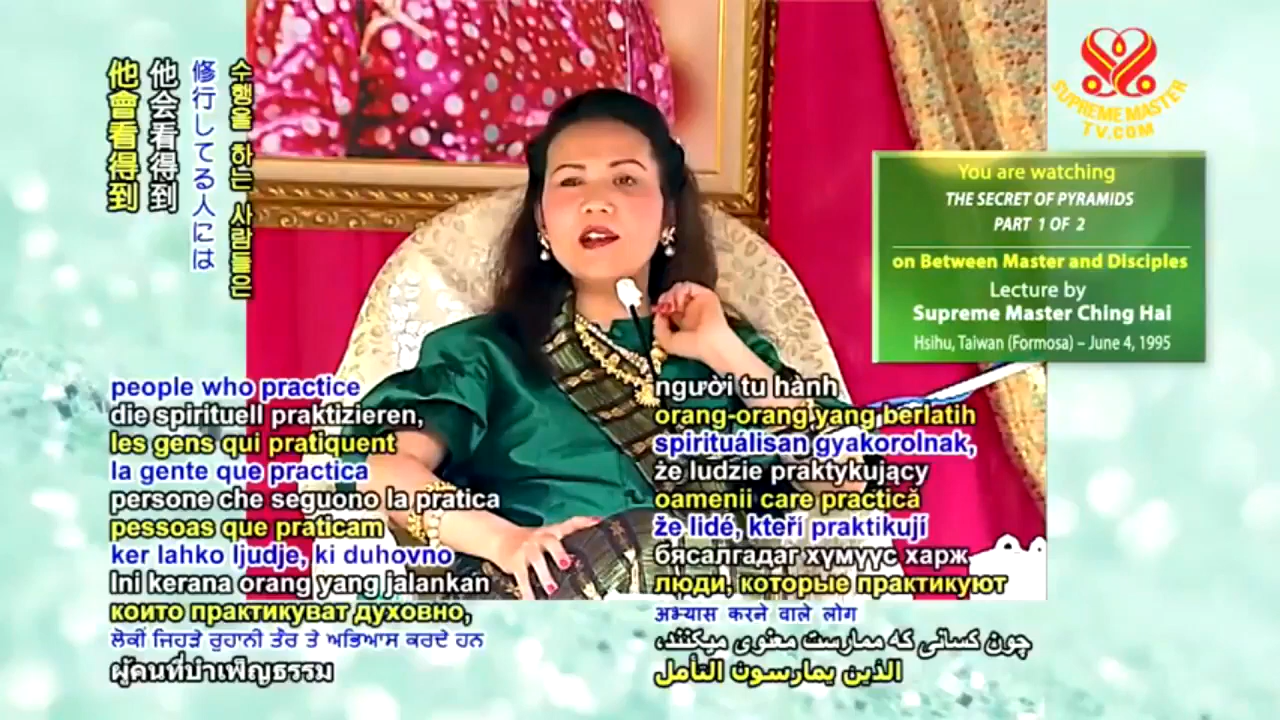 他會看得到
他会看得到
修行してる人には
수행을 하는 사람들은
SUPREME MASTER
TV.COM
You are watching
THE SECRET OF PYRAMIDS
PART 1 OF 2
on Between Master and Disciples
Lecture by
Supreme Master Ching Hai
Hsihu, Taiwan (Formosa) – June 4, 1995
people who practice
die spirituell praktizieren,
les gens qui pratiquent
la gente que practica
persone che seguono la pratica
pessoas que praticam
ker lahko ljudje, ki duhovno
Ini kerana orang yang jalankan
които практикуват духовно,
ਲੋਕੀਂ ਜਿਹੜੇ ਰੁਹਾਨੀ ਤੌਰ ਤੇ ਅਭਿਆਸ ਕਰਦੇ ਹਨ
ผู้คนที่บำเพ็ญธรรม
người tu hành
orang-orang yang berlatih
spirituálisan gyakorolnak,
że ludzie praktykujący
oamenii care practică
že lidé, kteří praktikují
бясалгадаг хүмүүс харж
люди, которые практикуют
अभ्यास करने वाले लोग
چون کسانی که ممارست معنوی میکنند،
الذين يمارسون التأمل